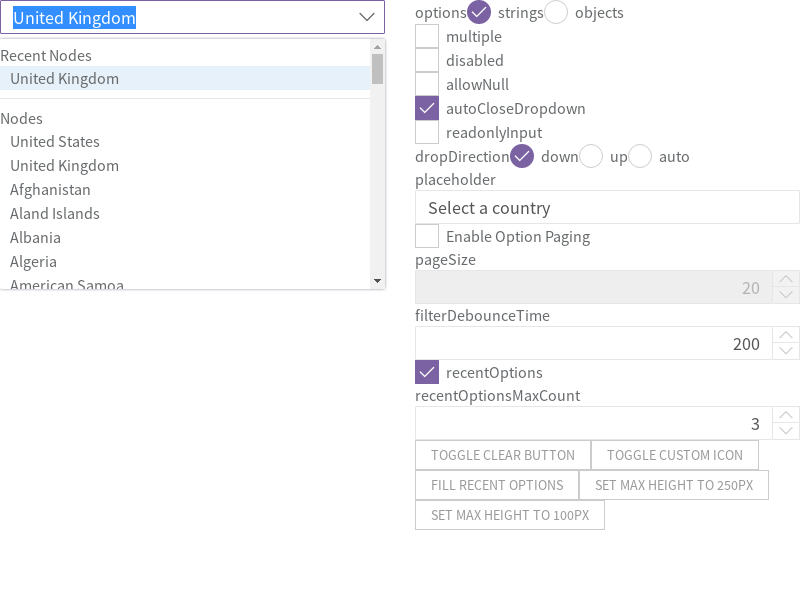 United Kingdom
Recent Nodes
United Kingdom
Nodes
United States
United Kingdom
Afghanistan
Aland Islands
Albania
Algeria
American Samoa
options strings objects
multiple
disabled
allowNull
autoCloseDropdown
readonlyInput
dropDirection down up auto
placeholder
Select a country
Enable Option Paging
pageSize
20
filterDebounceTime
200
recentOptions
recentOptionsMaxCount
3
TOGGLE CLEAR BUTTON TOGGLE CUSTOM ICON
FILL RECENT OPTIONS SET MAX HEIGHT TO 250PX
SET MAX HEIGHT TO 100PX